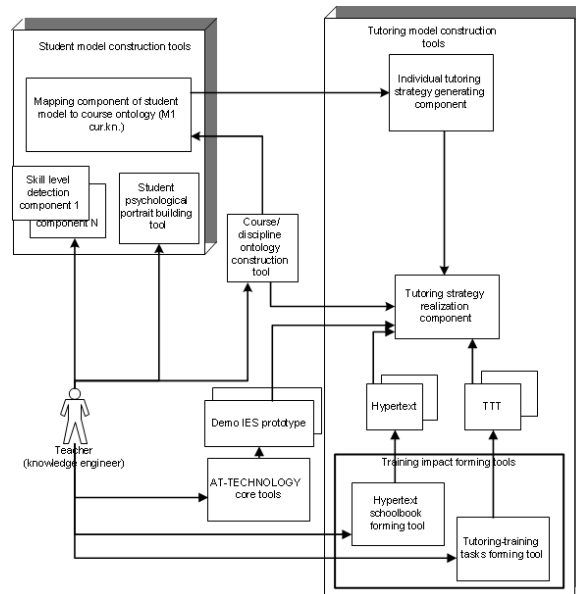 Student model construction tools
Mapping component of student
model to course ontology (M1
cur.kn.)
Skill level
detection
component 1
component N
Student
psychological
portrait building
tool
Course/
discipline
ontology
construction
tool
Tutoring model construction
tools
Individual tutoring
strategy generating
component
Tutoring strategy
realization
component
Hypertext
TTT
Demo IES prototype
Teacher
(knowledge engineer)
AT-TECHNOLOGY
core tools
Training impact forming tools
Hypertext
schoolbook
forming tool
Tutoring-training
tasks forming tool